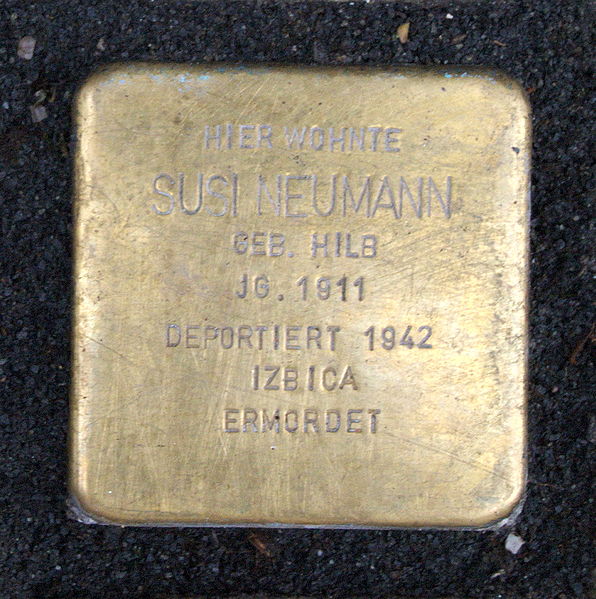 HIER WOHNTE
SUSI NEUMANN
GEB. HILB
JG. 1911
DEPORTIERT 1942
IZBICA
ERMORDET